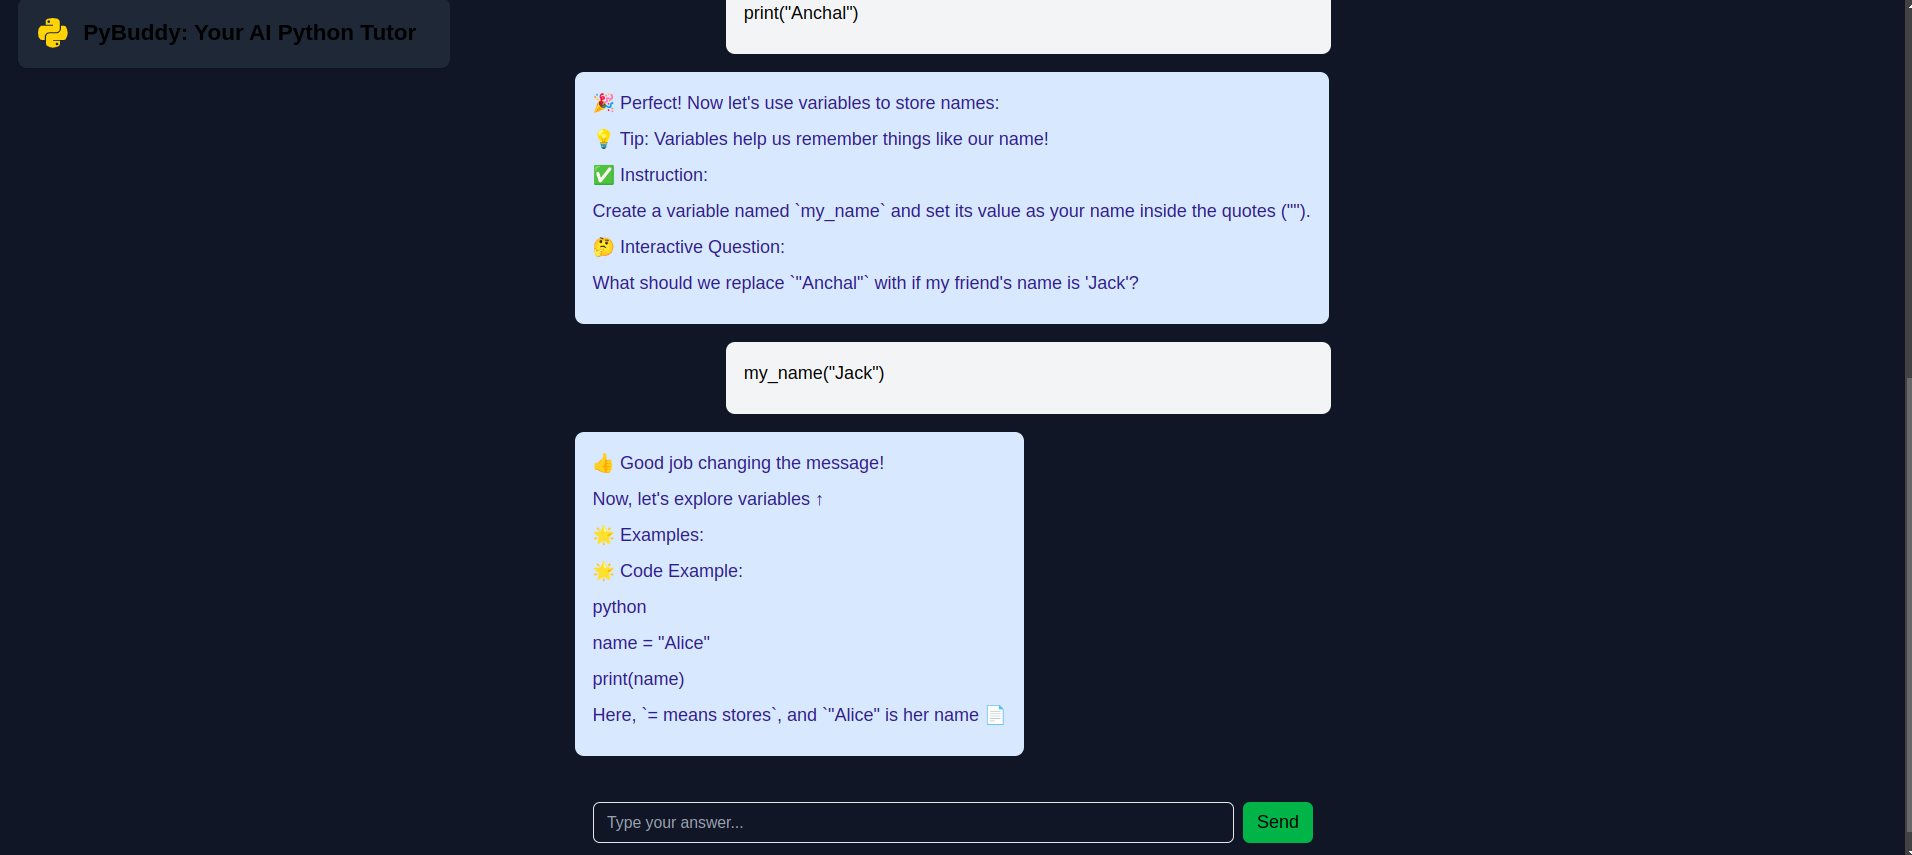 PyBuddy: Your AI Python Tutor
print("Anchal")
🎉 Perfect! Now let's use variables to store names:
💡 Tip: Variables help us remember things like our name!
✅ Instruction:
Create a variable named `my_name` and set its value as your name inside the quotes ("").
🤔 Interactive Question:
What should we replace `"Anchal"` with if my friend's name is 'Jack'?
my_name("Jack")
👍 Good job changing the message!
Now, let's explore variables ↑
🌟 Examples:
🌟 Code Example:
python
name = "Alice"
print(name)
Here, `= means stores`, and `"Alice" is her name 📄
Type your answer...
Send